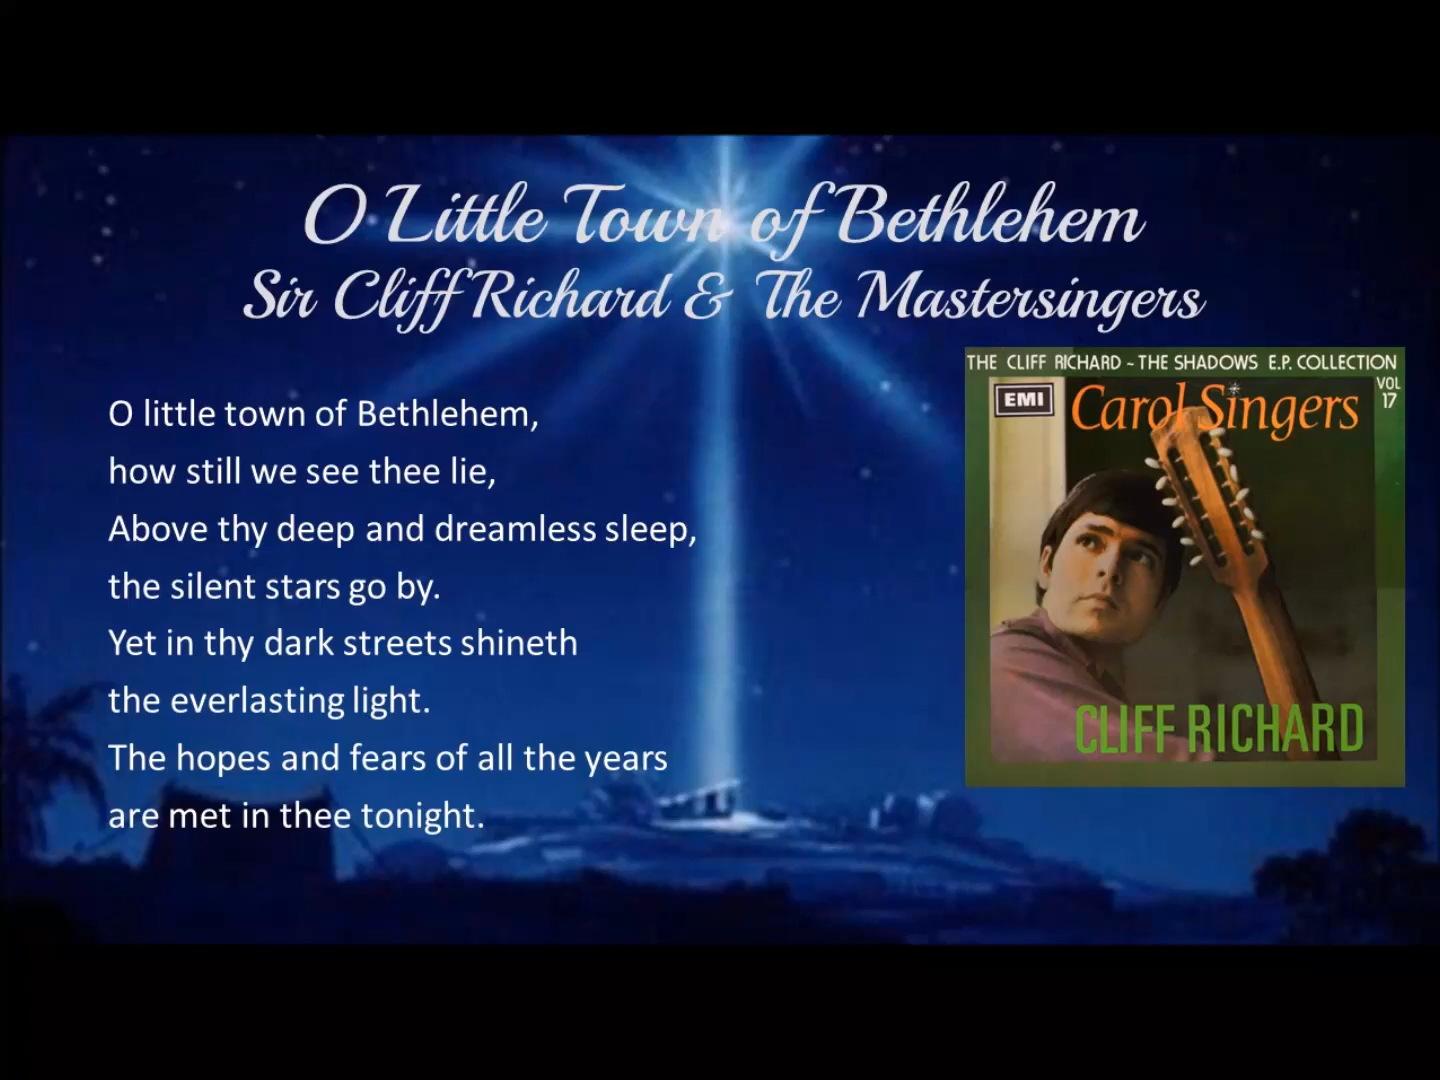 O Little Town of Bethlehem
Sir Cliff Richard & The Mastersingers
O little town of Bethlehem,
how still we see thee lie,
Above thy deep and dreamless sleep,
the silent stars go by.
Yet in thy dark streets shineth
the everlasting light.
The hopes and fears of all the years
are met in thee tonight.
THE CLIFF RICHARD ~ THE SHADOWS E.P. COLLECTION
VOL
17
EMI
Carol Singers
CLIFF RICHARD